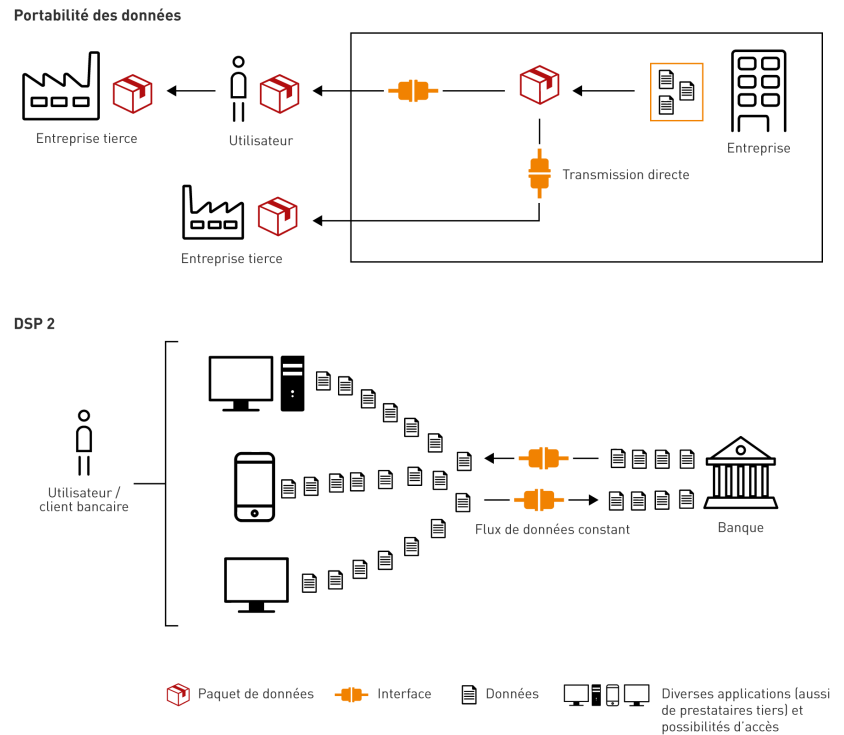 Portabilité des données
Entreprise tierce
Utilisateur
Entreprise
Transmission directe
Entreprise tierce
DSP 2
Utilisateur /
client bancaire
Flux de données constant
Banque
Paquet de données
Interface
Données
Diverses applications (aussi
de prestataires tiers) et
possibilités d'accès